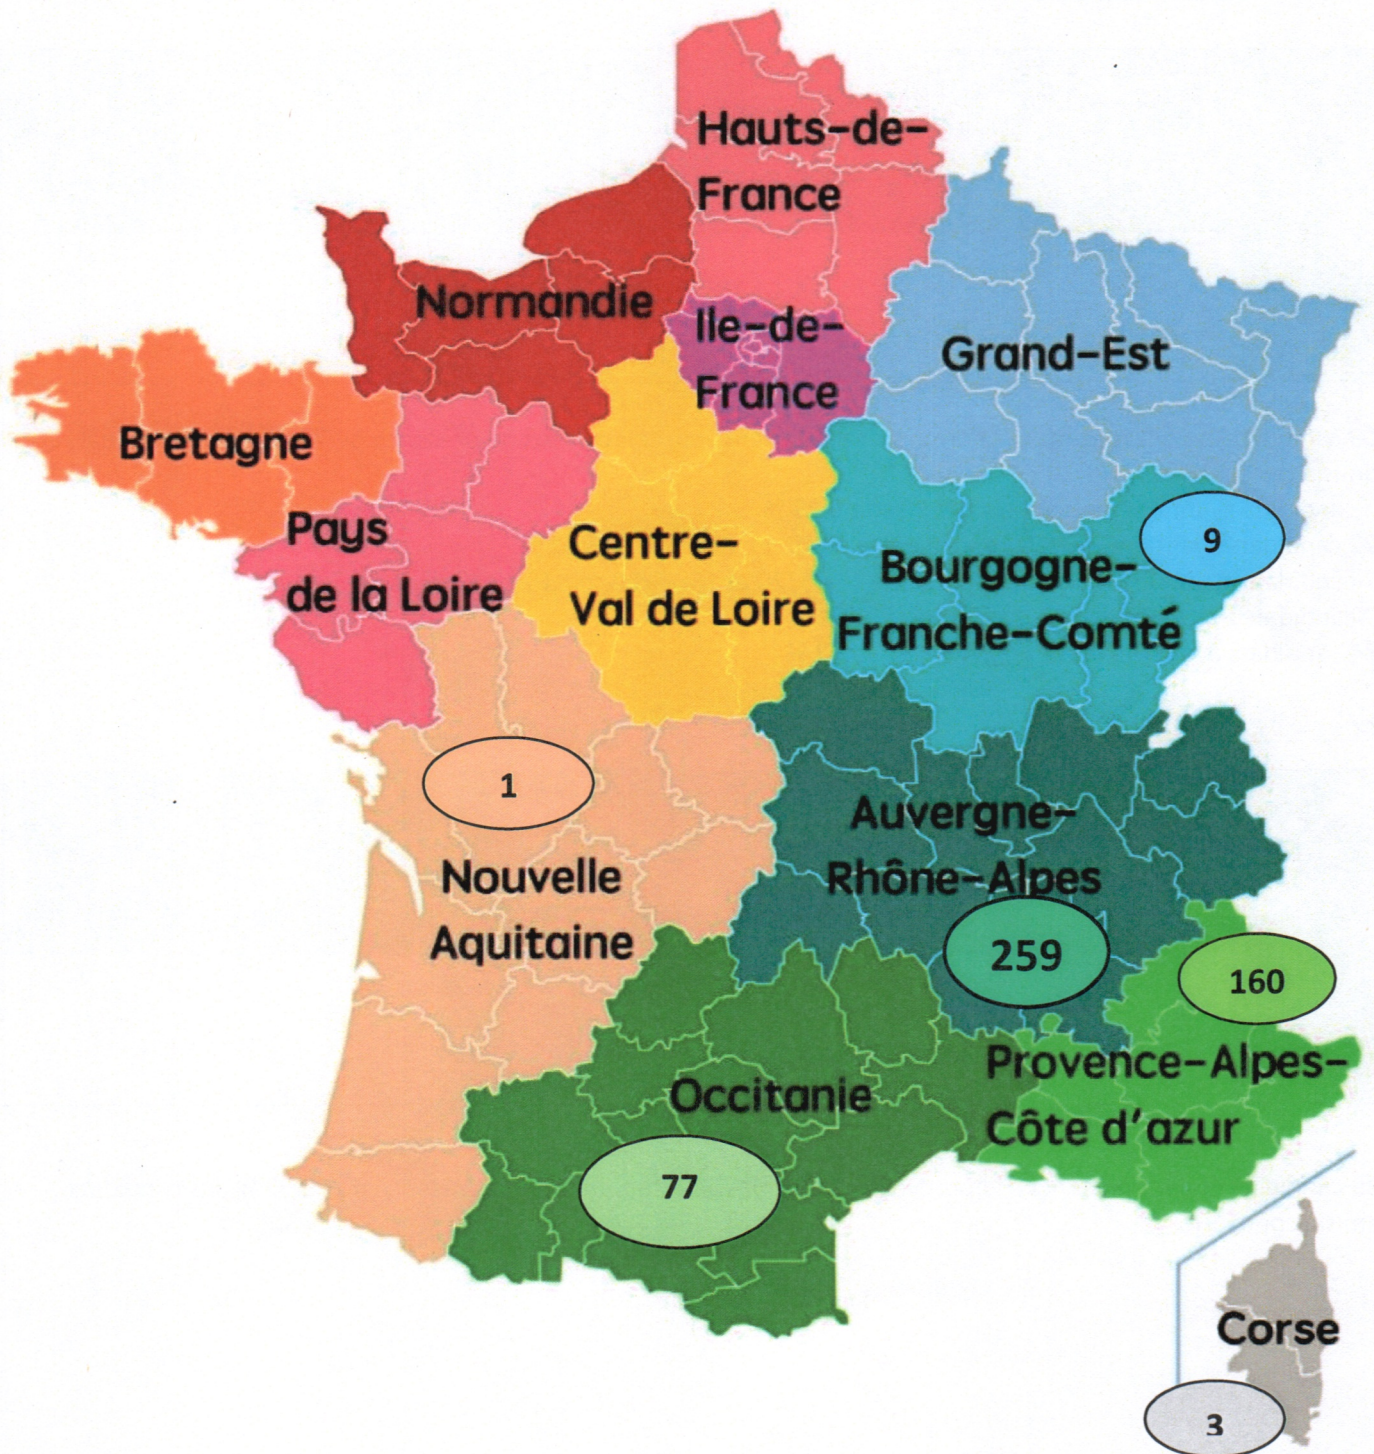 Hauts-de-
France
Normandie
Ile-de-
France
Grand-Est
Bretagne
Pays
de la Loire
Centre-
Val de Loire
9
Bourgogne-
Franche-Comté
1
Nouvelle
Aquitaine
Auvergne-
Rhône-Alpes
259
160
Occitanie
77
Provence-Alpes-
Côte d'azur
Corse
3